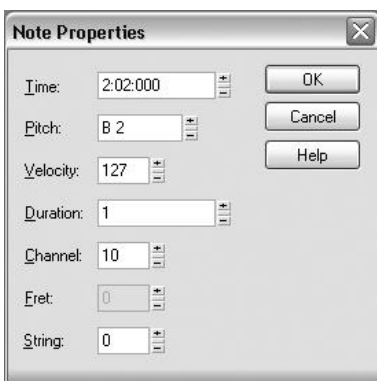 Note Properties
Time: 2:02:000 OK
Pitch: B 2 Cancel
Velocity: 127 Help
Duration: 1
Channel: 10
Fret: 0
String: 0